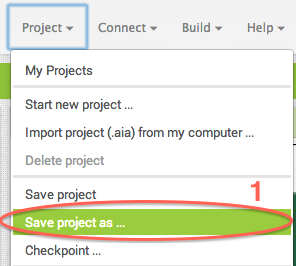 Project Connect Build Help
My Projects
Start new project ...
Import project (.aia) from my computer ...
Delete project
Save project
1
Save project as ...
Checkpoint ...